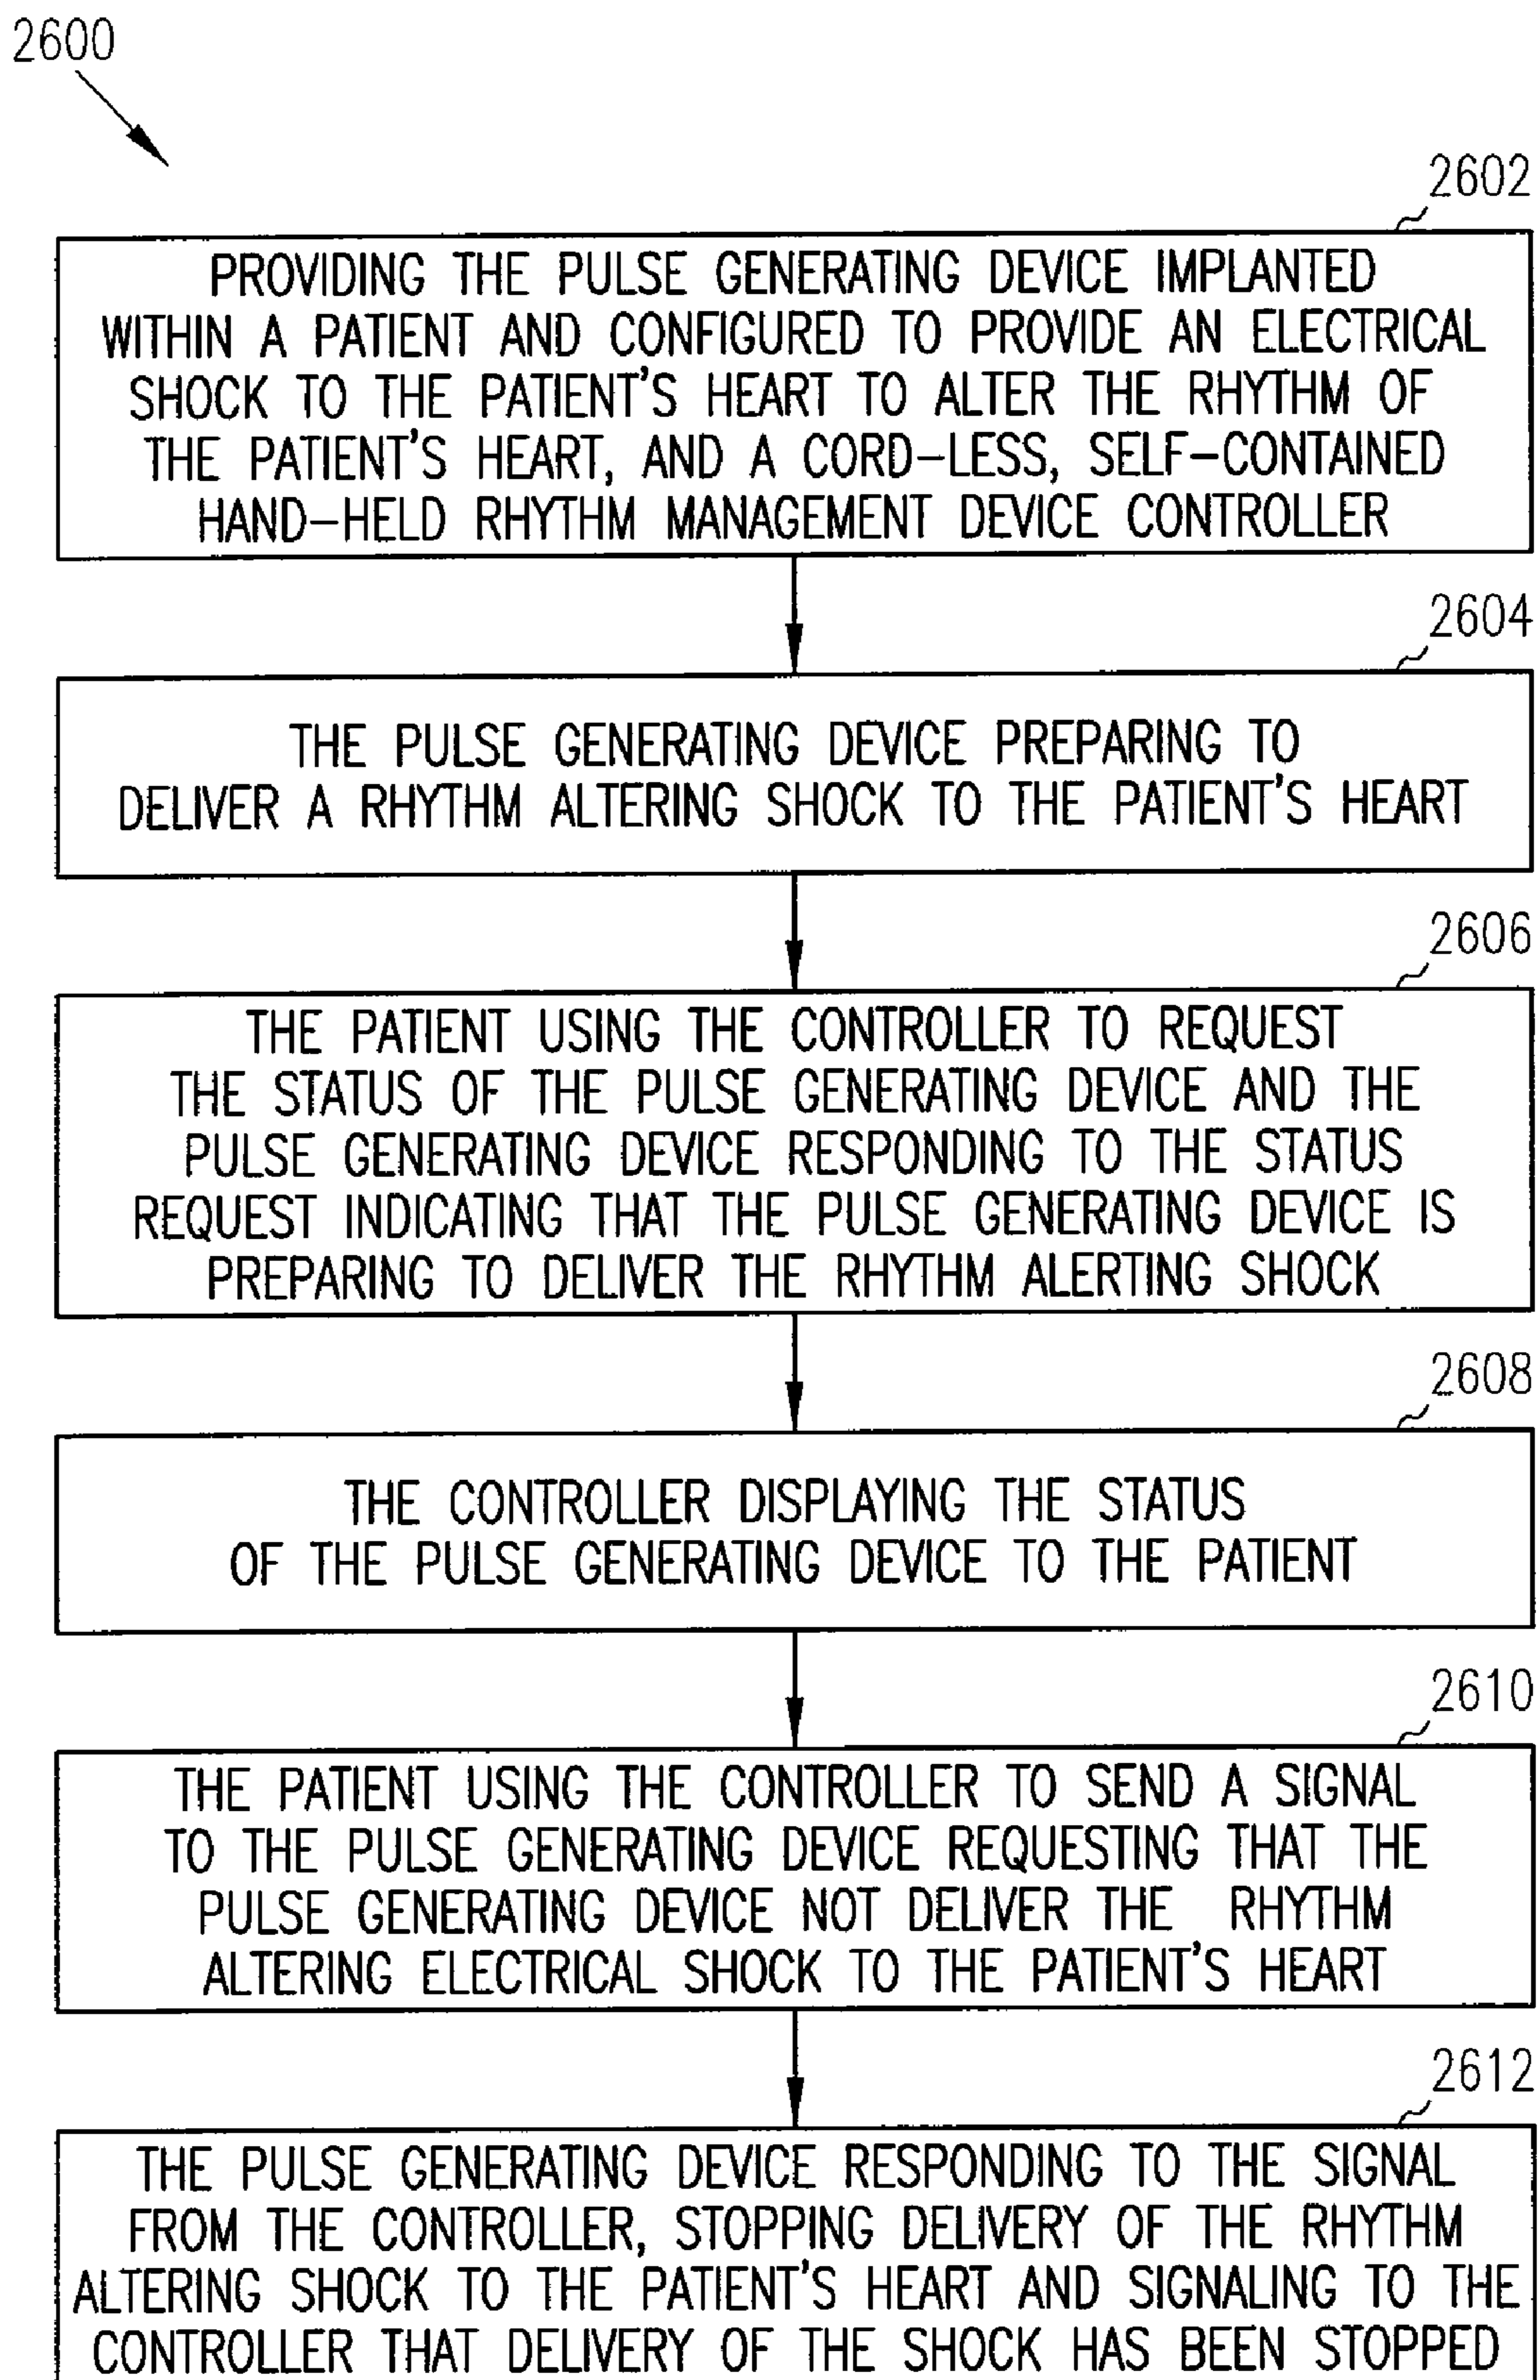 2600
2602
PROVIDING THE PULSE GENERATING DEVICE IMPLANTED
WITHIN A PATIENT AND CONFIGURED TO PROVIDE AN ELECTRICAL
SHOCK TO THE PATIENT'S HEART TO ALTER THE RHYTHM OF
THE PATIENT'S HEART, AND A CORD-LESS, SELF-CONTAINED
HAND-HELD RHYTHM MANAGEMENT DEVICE CONTROLLER
2604
THE PULSE GENERATING DEVICE PREPARING TO
DELIVER A RHYTHM ALTERING SHOCK TO THE PATIENT'S HEART
2606
THE PATIENT USING THE CONTROLLER TO REQUEST
THE STATUS OF THE PULSE GENERATING DEVICE AND THE
PULSE GENERATING DEVICE RESPONDING TO THE STATUS
REQUEST INDICATING THAT THE PULSE GENERATING DEVICE IS
PREPARING TO DELIVER THE RHYTHM ALERTING SHOCK
2608
THE CONTROLLER DISPLAYING THE STATUS
OF THE PULSE GENERATING DEVICE TO THE PATIENT
2610
THE PATIENT USING THE CONTROLLER TO SEND A SIGNAL
TO THE PULSE GENERATING DEVICE REQUESTING THAT THE
PULSE GENERATING DEVICE NOT DELIVER THE RHYTHM
ALTERING ELECTRICAL SHOCK TO THE PATIENT'S HEART
2612
THE PULSE GENERATING DEVICE RESPONDING TO THE SIGNAL
FROM THE CONTROLLER, STOPPING DELIVERY OF THE RHYTHM
ALTERING SHOCK TO THE PATIENT'S HEART AND SIGNALING TO THE
CONTROLLER THAT DELIVERY OF THE SHOCK HAS BEEN STOPPED